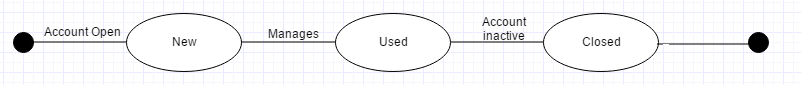 Account Open
New
Manages
Used
Account
inactive
Closed